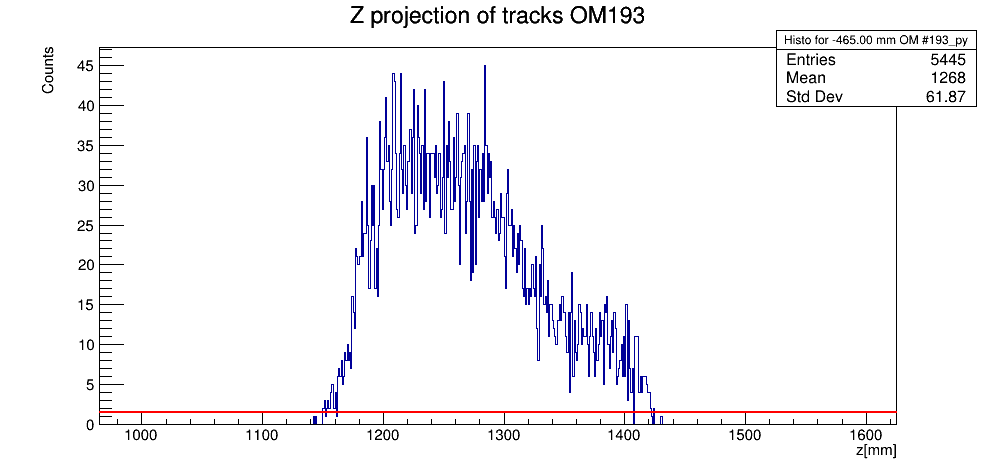 Z projection of tracks OM193
Histo for -465.00 mm OM #193_py
Entries 5445
Mean 1268
Std Dev 61.87
Counts
45
40
35
30
25
20
15
10
5
0
1000 1100 1200 1300 1400 1500 1600
z[mm]